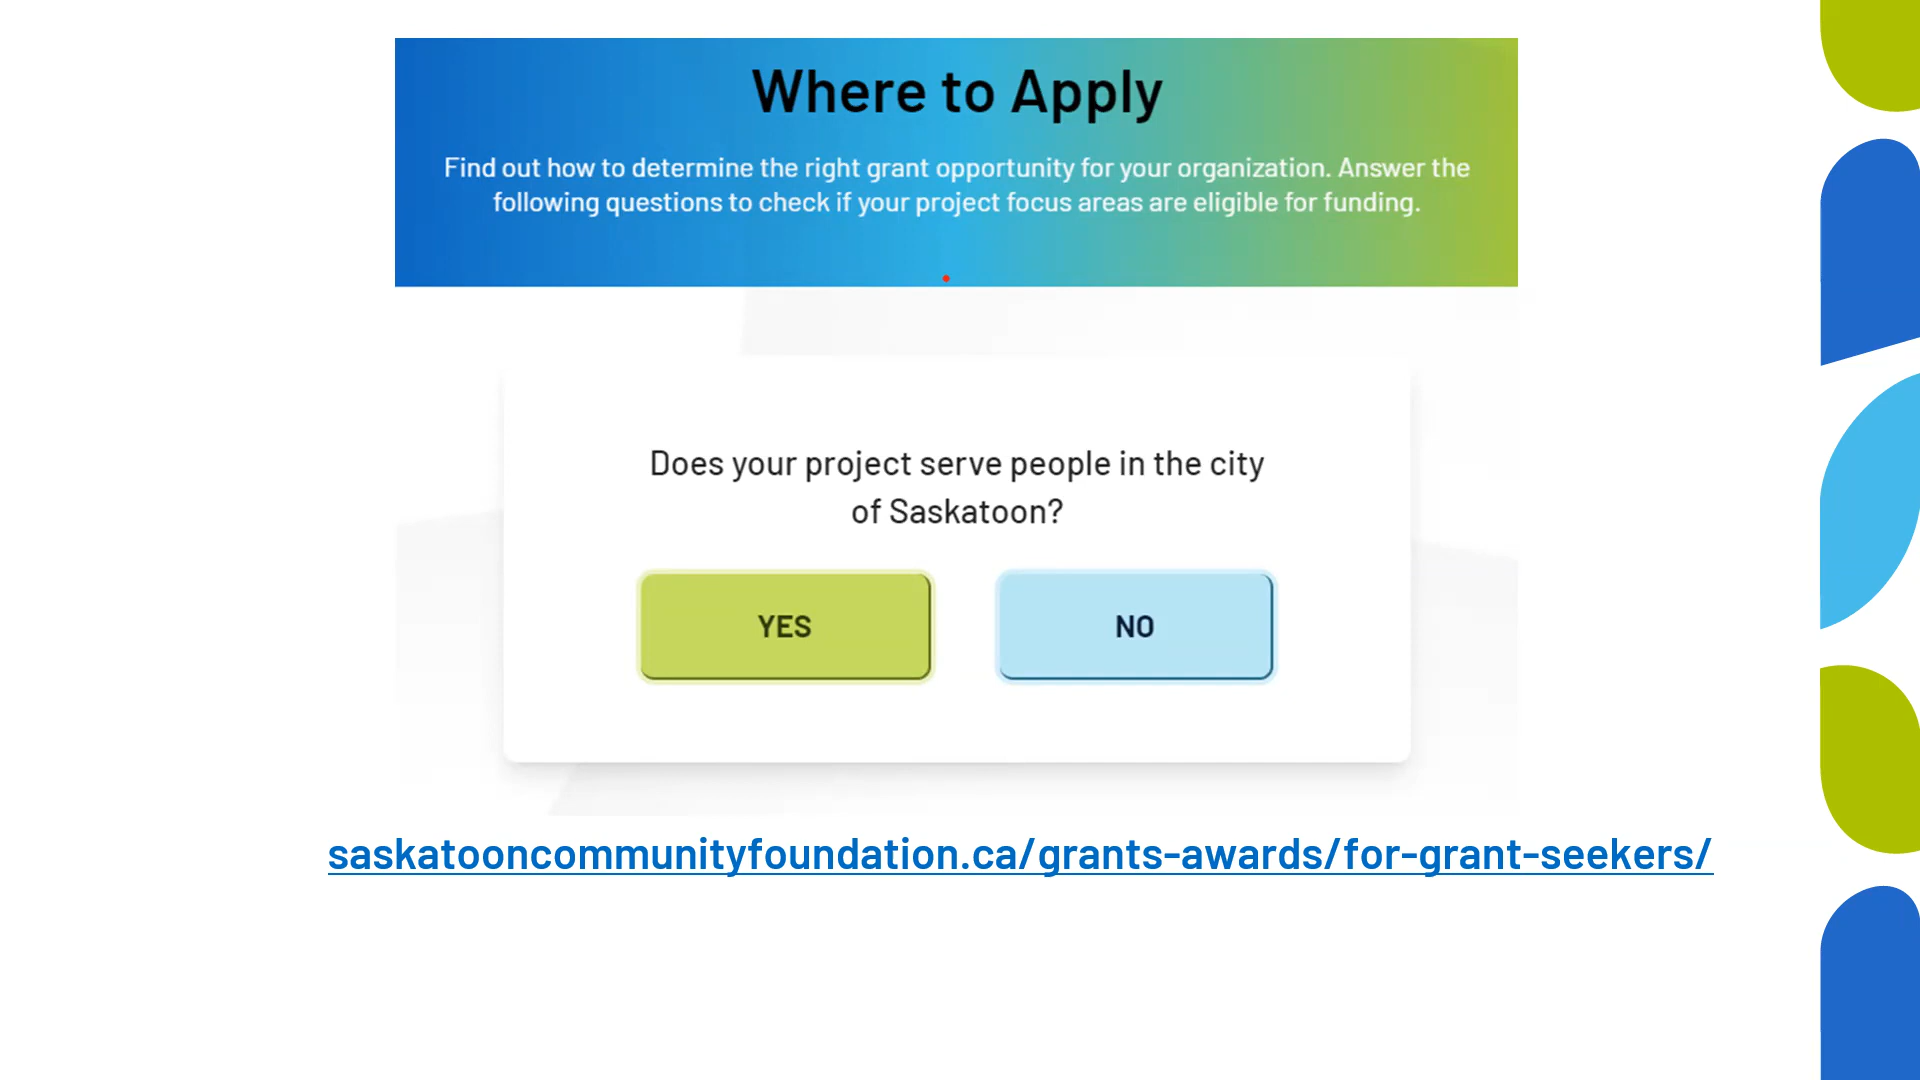 Where to Apply
Find out how to determine the right grant opportunity for your organization. Answer the
following questions to check if your project focus areas are eligible for funding.
Does your project serve people in the city
of Saskatoon?
YES
NO
saskatooncommunityfoundation.ca/grants-awards/for-grant-seekers/